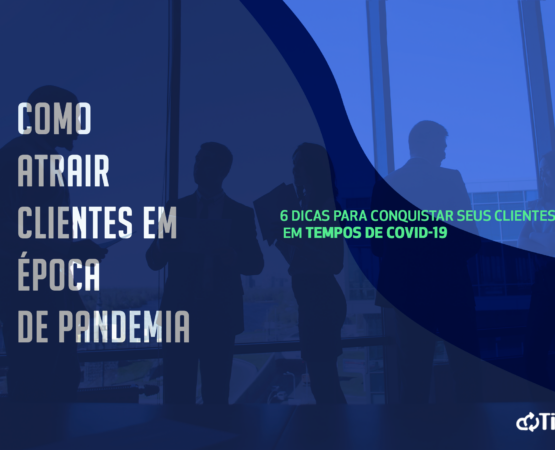 COMO
ATRAIR
CLIENTES EM
ÉPOCA
DE PANDEMIA
6 DICAS PARA CONQUISTAR SEUS CLIENTES
EM TEMPOS DE COVID-19